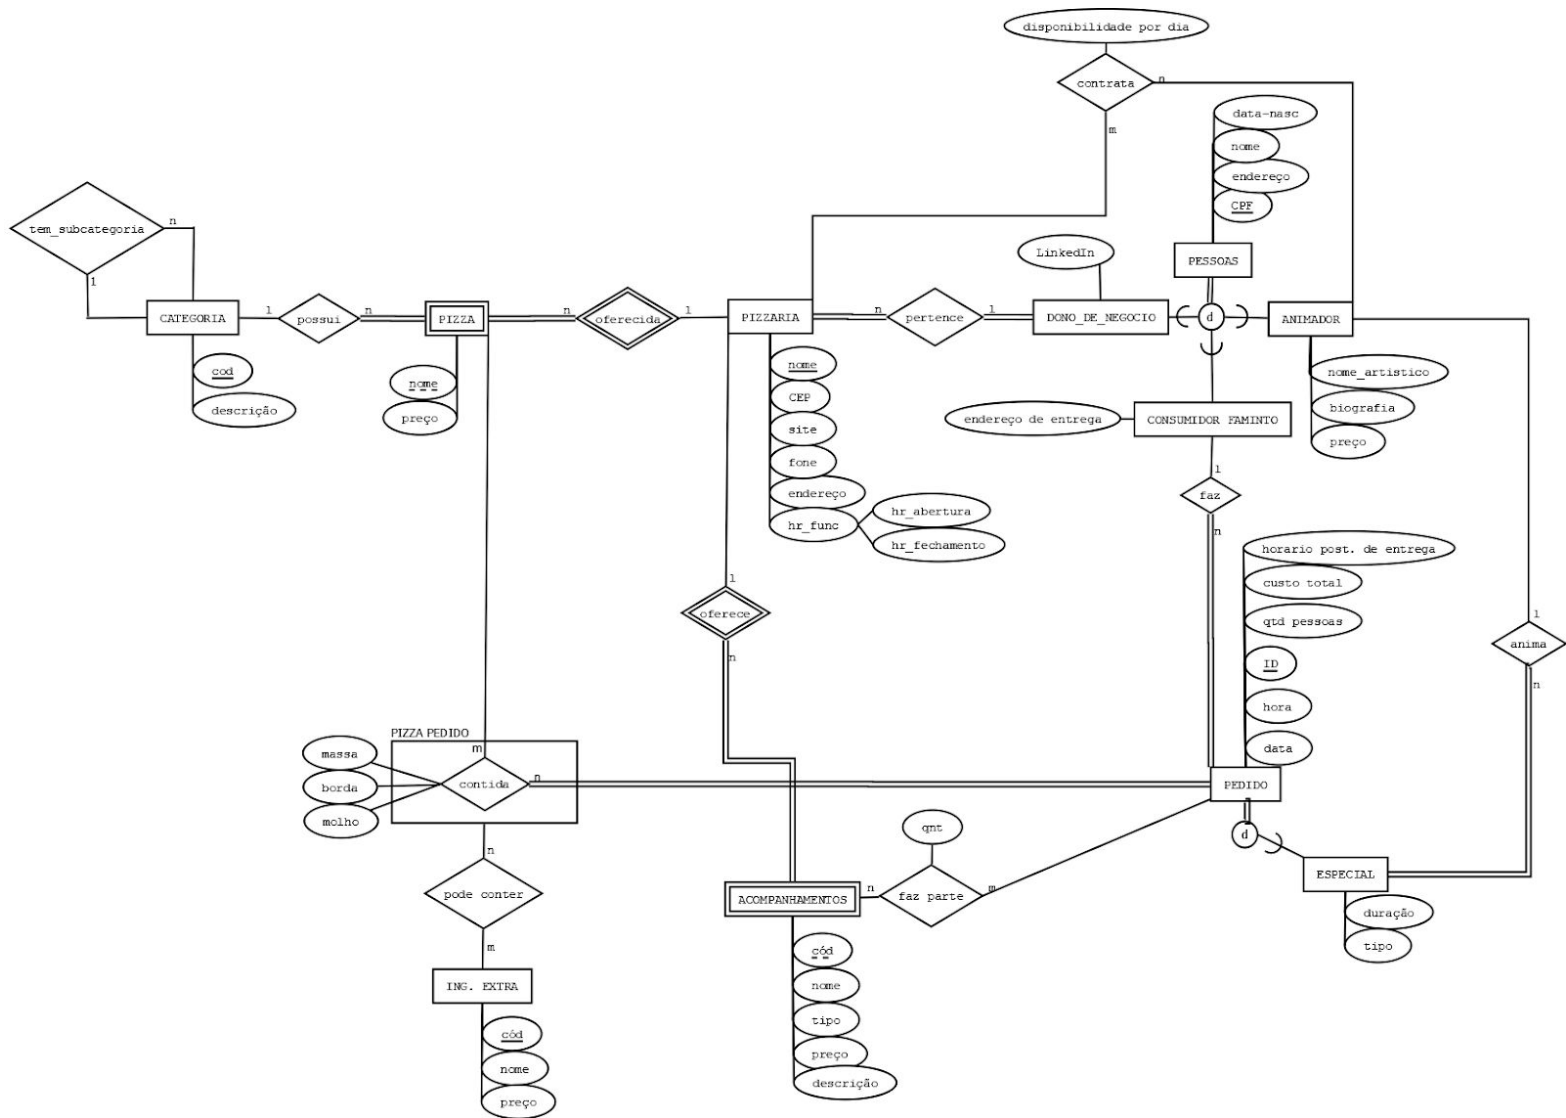 disponibilidade por dia
contrata
n
m
data-nasc
nome
endereço
CPF
PESSOAS
tem_subcategoria
n
1
CATEGORIA
1
possui
n
PIZZA
n
oferecida
1
PIZZARIA
n
pertence
1
LinkedIn
DONO_DE_NEGOCIO
d
ANIMADOR
cod
descrição
nome
preço
nome
CEP
site
fone
endereço
hr_func
hr_abertura
hr_fechamento
endereço de entrega
CONSUMIDOR FAMINTO
nome_artistico
biografia
preço
1
faz
n
horario post. de entrega
custo total
qtd pessoas
ID
hora
data
1
oferece
n
1
anima
n
PIZZA PEDIDO
massa
borda
molho
m
contida
n
PEDIDO
d
ESPECIAL
duração
tipo
qnt
n
faz parte
m
ACOMPANHAMENTOS
cód
nome
tipo
preço
descrição
n
pode conter
m
ING. EXTRA
cód
nome
preço